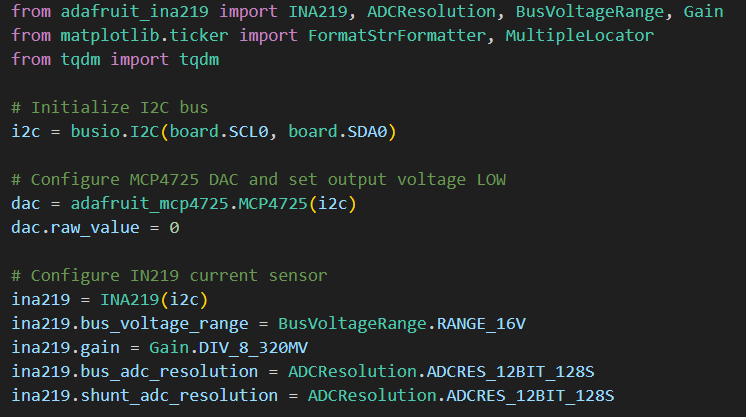 from adafruit_ina219 import INA219, ADCResolution, BusVoltageRange, Gain
from matplotlib.ticker import FormatStrFormatter, MultipleLocator
from tqdm import tqdm

# Initialize I2C bus
i2c = busio.I2C(board.SCL0, board.SDA0)

# Configure MCP4725 DAC and set output voltage LOW
dac = adafruit_mcp4725.MCP4725(i2c)
dac.raw_value = 0

# Configure IN219 current sensor
ina219 = INA219(i2c)
ina219.bus_voltage_range = BusVoltageRange.RANGE_16V
ina219.gain = Gain.DIV_8_320MV
ina219.bus_adc_resolution = ADCResolution.ADCRES_12BIT_128S
ina219.shunt_adc_resolution = ADCResolution.ADCRES_12BIT_128S